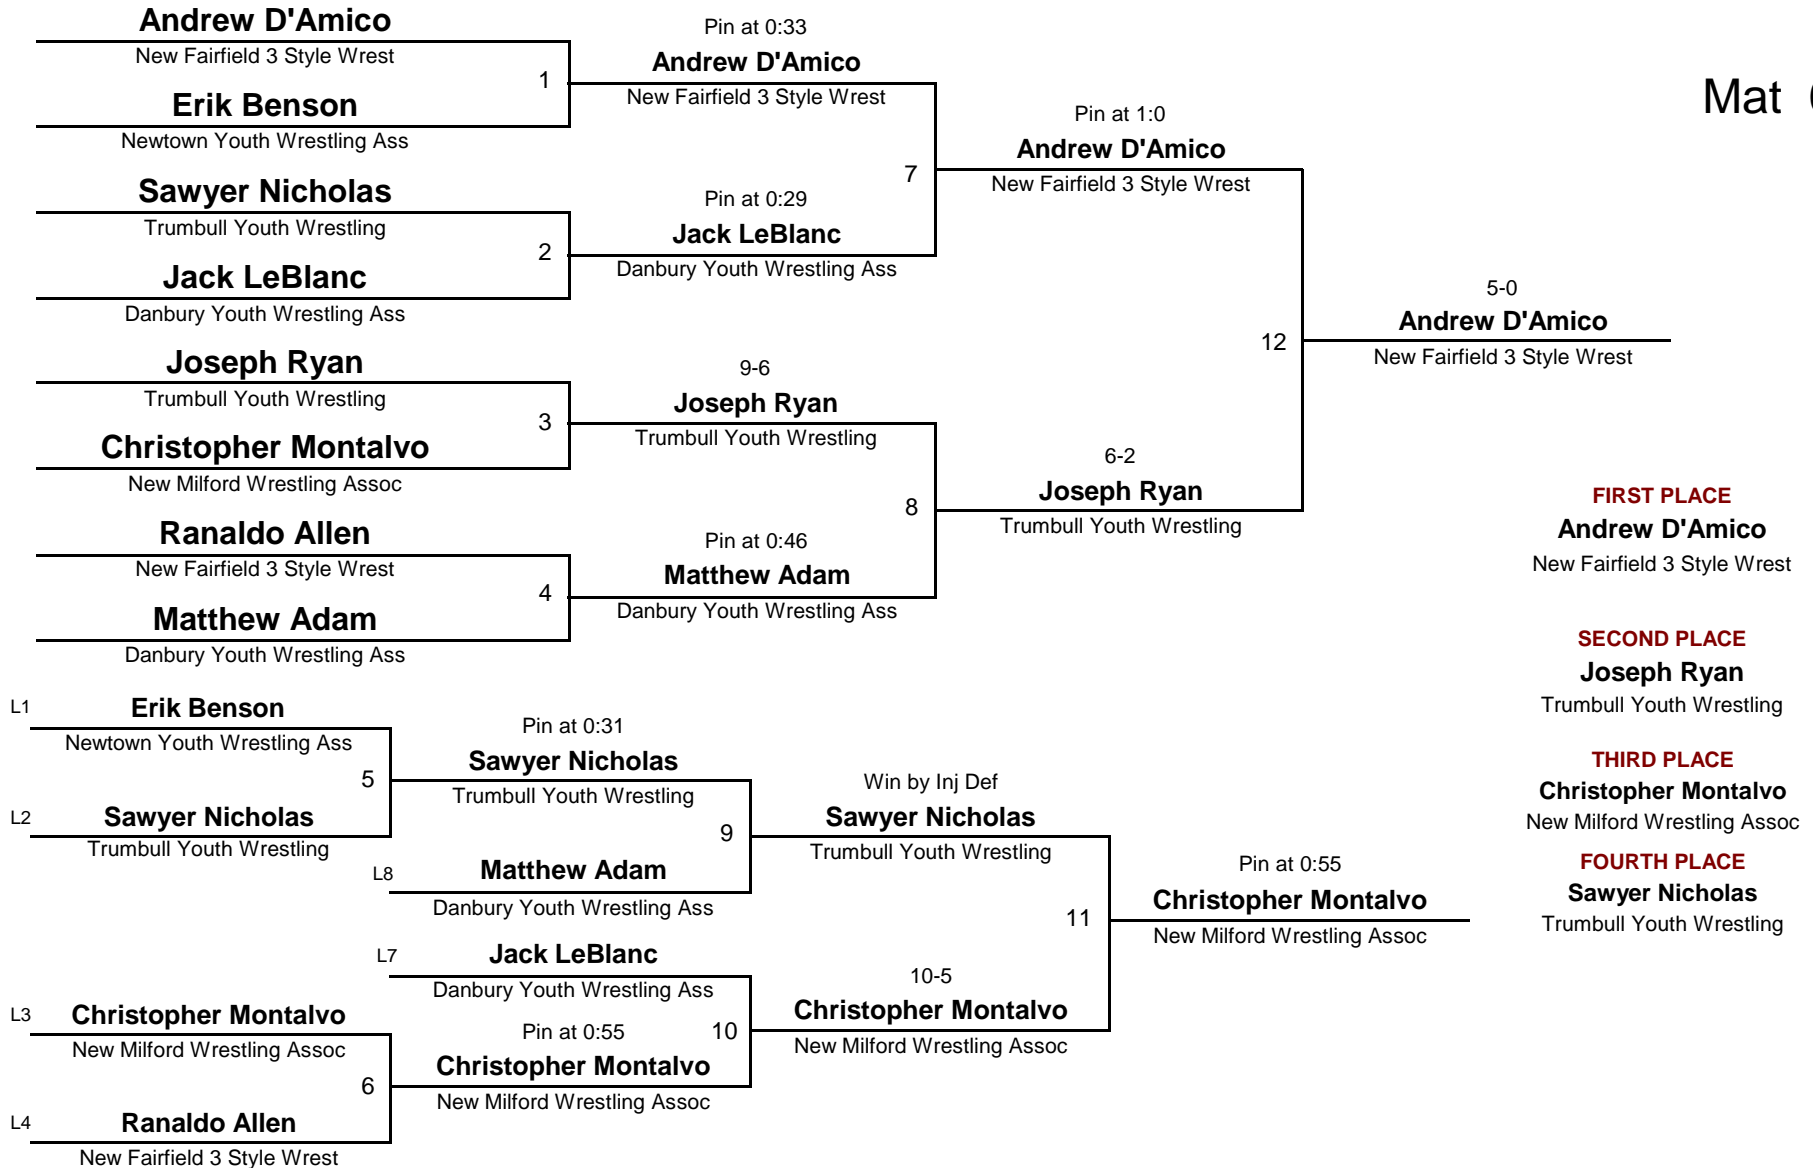 Andrew D'Amico
New Fairfield 3 Style Wrest
1
Erik Benson
Newtown Youth Wrestling Ass
Sawyer Nicholas
Trumbull Youth Wrestling
2
Jack LeBlanc
Danbury Youth Wrestling Ass
Joseph Ryan
Trumbull Youth Wrestling
3
Christopher Montalvo
New Milford Wrestling Assoc
Ranaldo Allen
New Fairfield 3 Style Wrest
4
Matthew Adam
Danbury Youth Wrestling Ass
Pin at 0:33
Andrew D'Amico
New Fairfield 3 Style Wrest
7
Pin at 0:29
Jack LeBlanc
Danbury Youth Wrestling Ass
9-6
Joseph Ryan
Trumbull Youth Wrestling
8
Pin at 0:46
Matthew Adam
Danbury Youth Wrestling Ass
Pin at 1:0
Andrew D'Amico
New Fairfield 3 Style Wrest
12
6-2
Joseph Ryan
Trumbull Youth Wrestling
5-0
Andrew D'Amico
New Fairfield 3 Style Wrest
Mat
FIRST PLACE
Andrew D'Amico
New Fairfield 3 Style Wrest
SECOND PLACE
Joseph Ryan
Trumbull Youth Wrestling
THIRD PLACE
Christopher Montalvo
New Milford Wrestling Assoc
FOURTH PLACE
Sawyer Nicholas
Trumbull Youth Wrestling
L1 Erik Benson
Newtown Youth Wrestling Ass
5
L2 Sawyer Nicholas
Trumbull Youth Wrestling
Pin at 0:31
Sawyer Nicholas
Trumbull Youth Wrestling
9
L8 Matthew Adam
Danbury Youth Wrestling Ass
L7 Jack LeBlanc
Danbury Youth Wrestling Ass
10
Pin at 0:55
Christopher Montalvo
New Milford Wrestling Assoc
L3 Christopher Montalvo
New Milford Wrestling Assoc
6
L4 Ranaldo Allen
New Fairfield 3 Style Wrest
Win by Inj Def
Sawyer Nicholas
Trumbull Youth Wrestling
11
10-5
Christopher Montalvo
New Milford Wrestling Assoc
Pin at 0:55
Christopher Montalvo
New Milford Wrestling Assoc